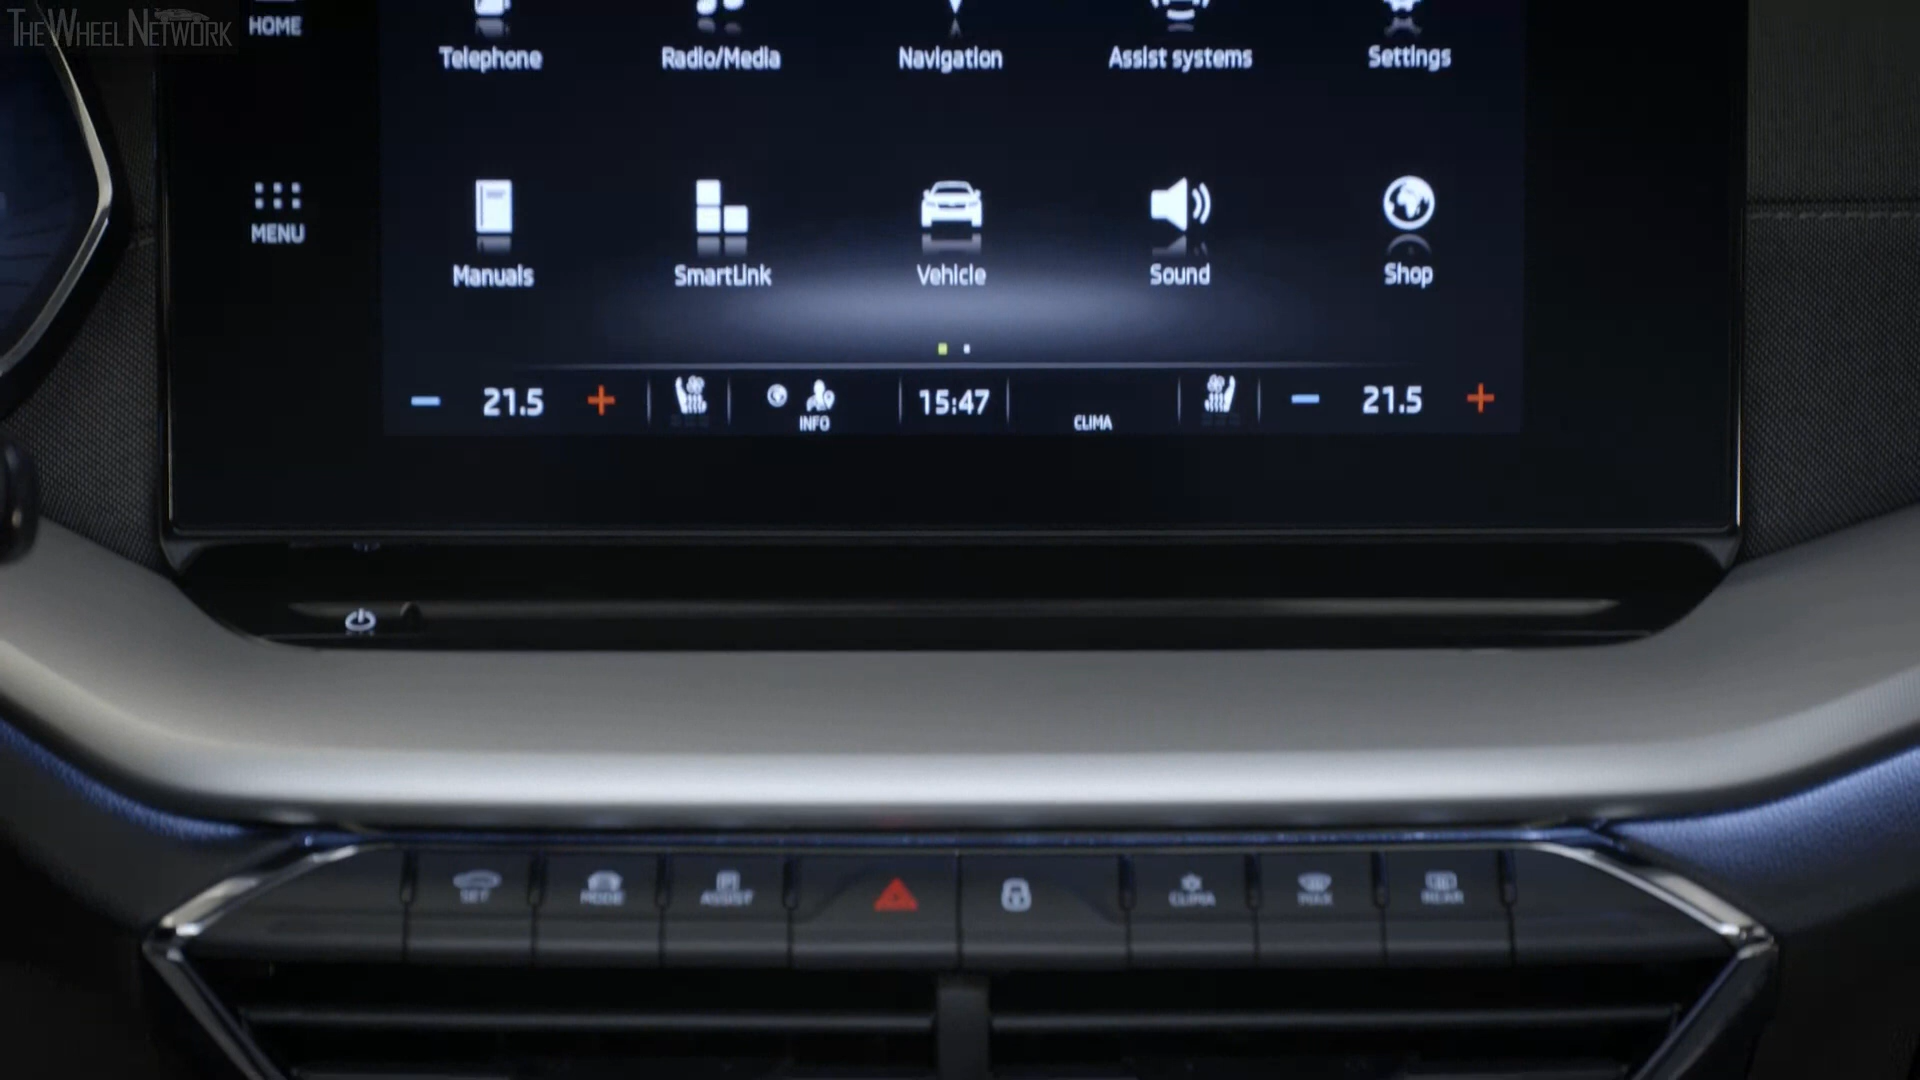 THE WHEEL NETWORK
HOME
Telephone Radio/Media Navigation Assist systems Settings
MENU
Manuals SmartLink Vehicle Sound Shop
21.5 INFO 15:47 CLIMA 21.5
SET MODE ASSIST CLIMA MAX REAR